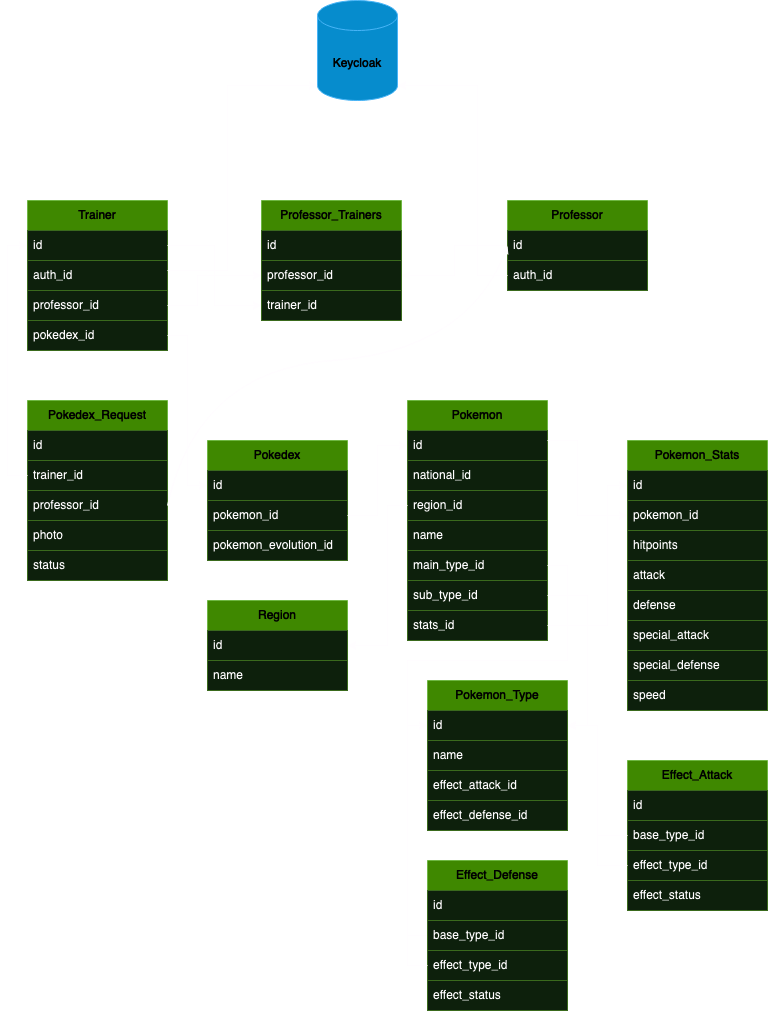 Keycloak
Trainer
id
auth_id
professor_id
pokedex_id
Professor_Trainers
id
professor_id
trainer_id
Professor
id
auth_id
Pokedex_Request
id
trainer_id
professor_id
photo
status
Pokedex
id
pokemon_id
pokemon_evolution_id
Region
id
name
Pokemon
id
national_id
region_id
name
main_type_id
sub_type_id
stats_id
Pokemon_Stats
id
pokemon_id
hitpoints
attack
defense
special_attack
special_defense
speed
Pokemon_Type
id
name
effect_attack_id
effect_defense_id
Effect_Attack
id
base_type_id
effect_type_id
effect_status
Effect_Defense
id
base_type_id
effect_type_id
effect_status